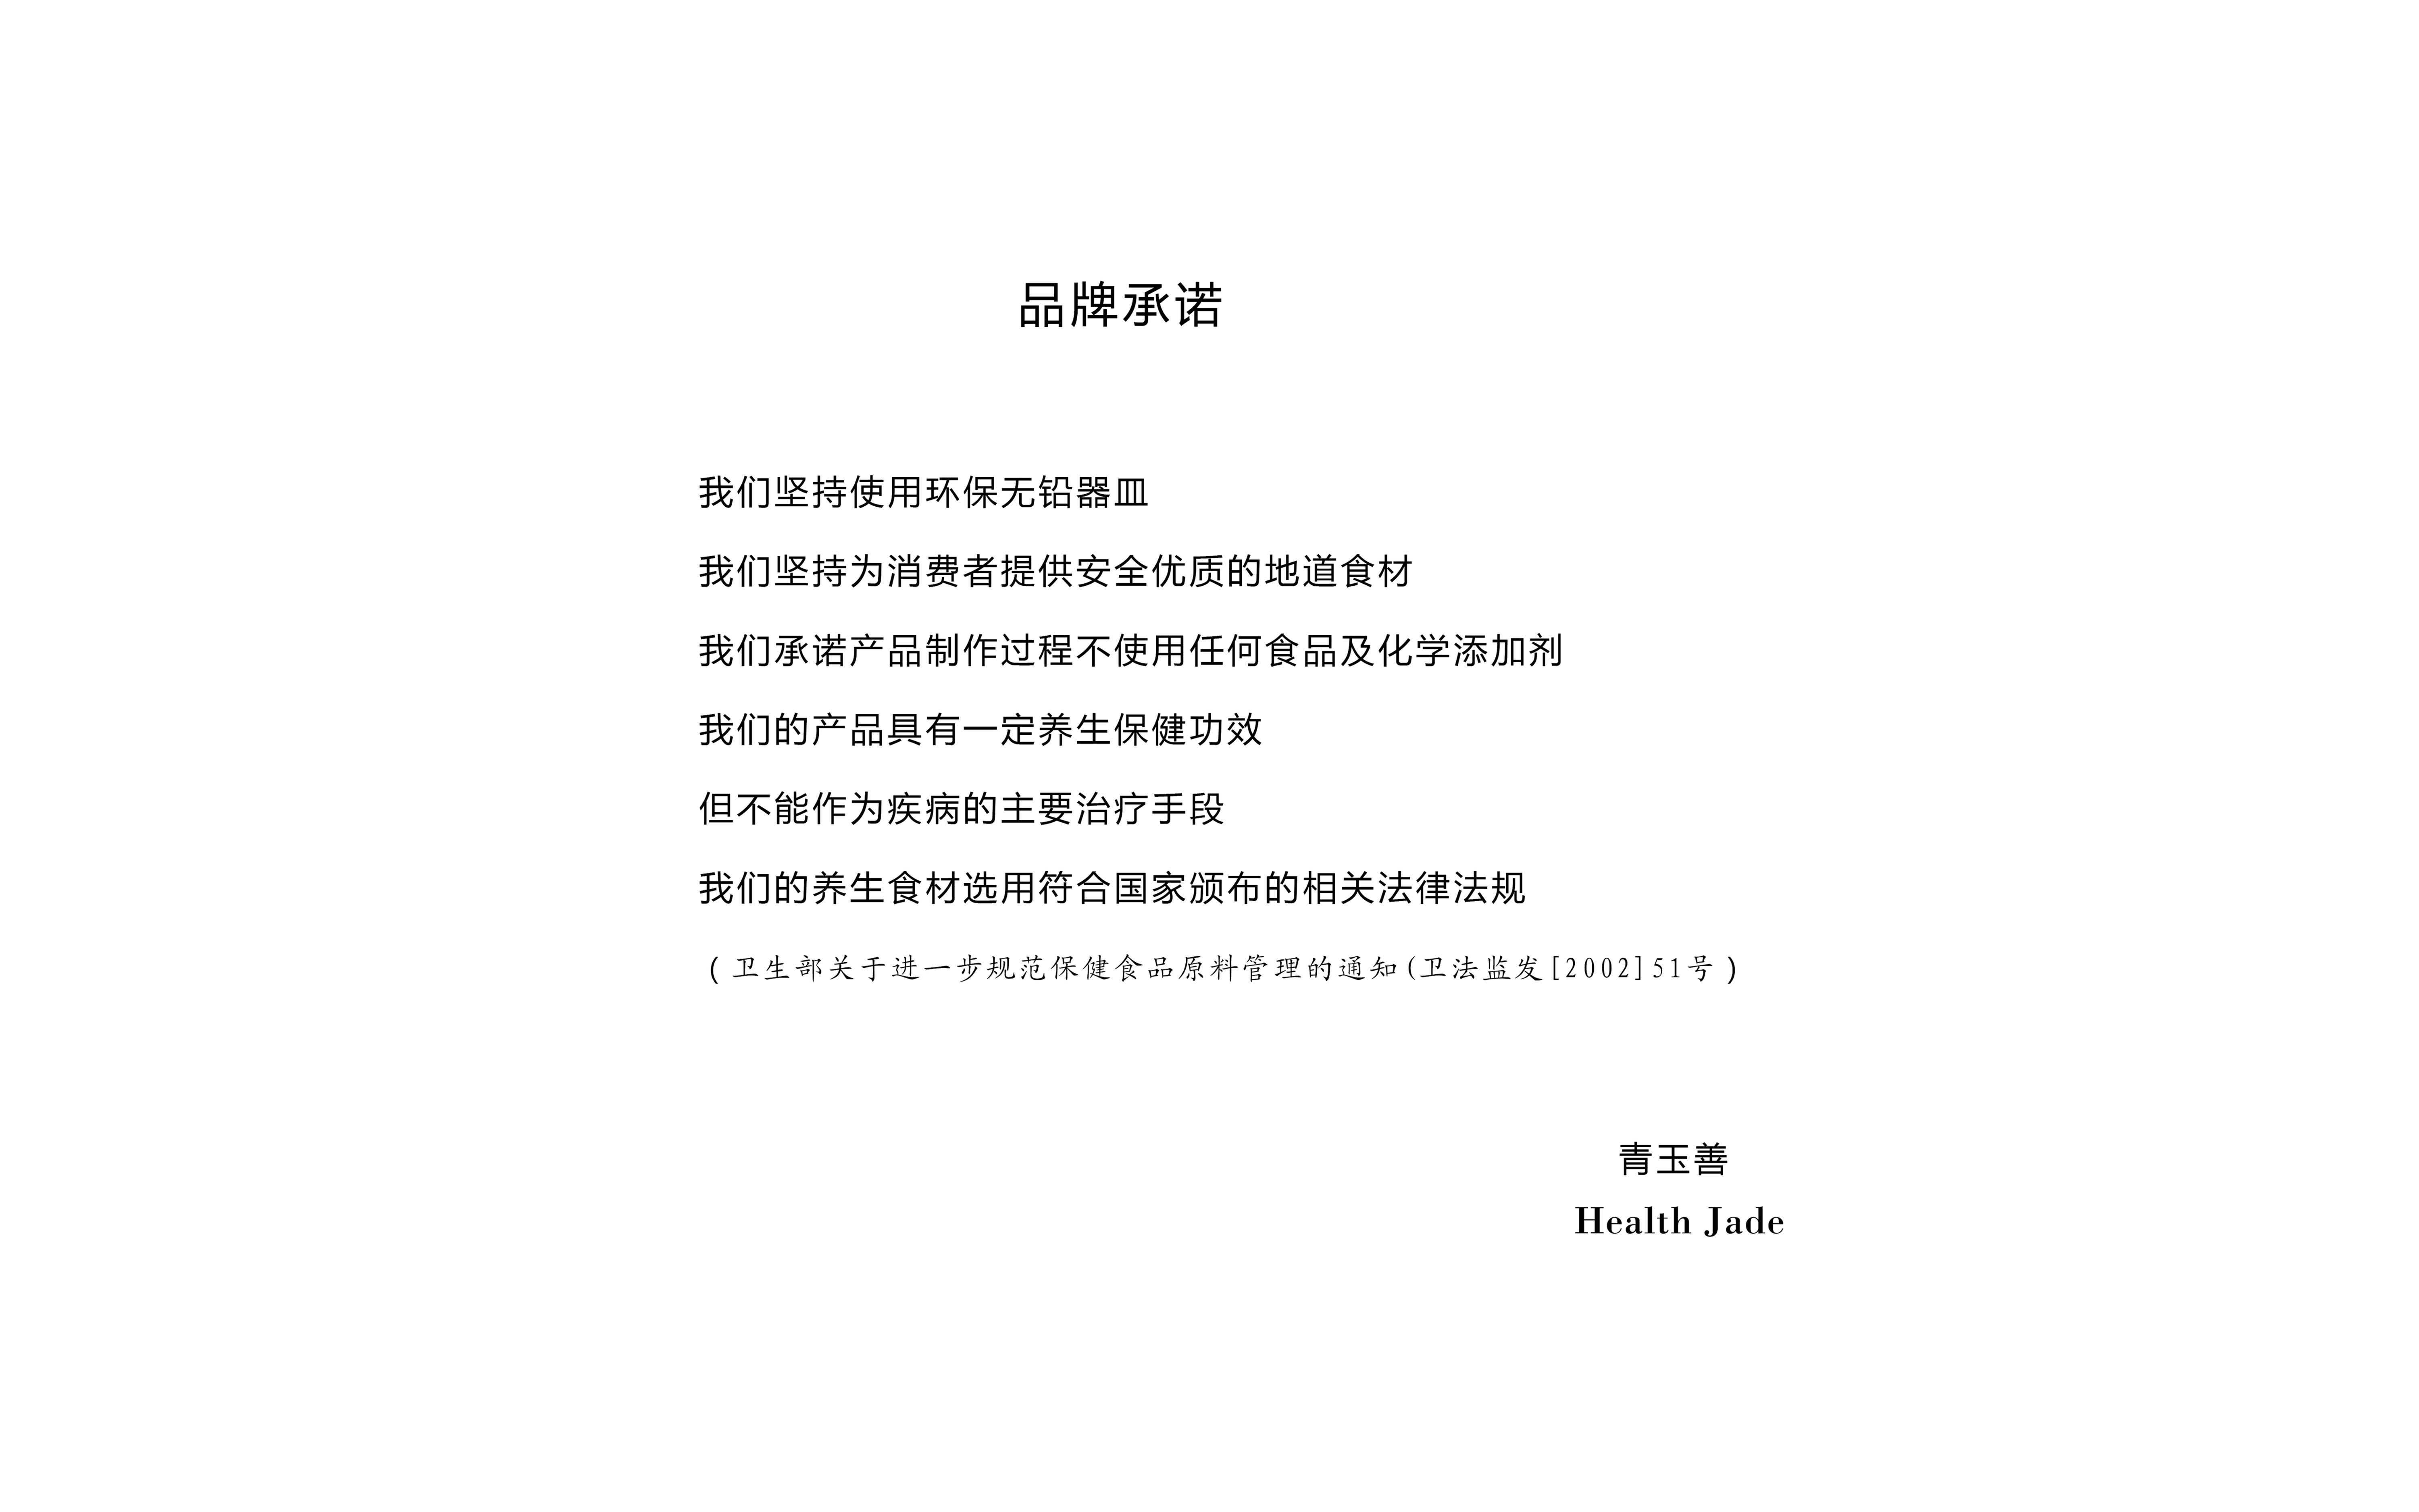 品牌承诺
我们坚持使用环保无铅器皿
我们坚持为消费者提供安全优质的地道食材
我们承诺产品制作过程不使用任何食品及化学添加剂
我们的产品具有一定养生保健功效
但不能作为疾病的主要治疗手段
我们的养生食材选用符合国家颁布的相关法律法规
（卫生部关于进一步规范保健食品原料管理的通知(卫法监发[2002]51号）
青玉善
Health Jade